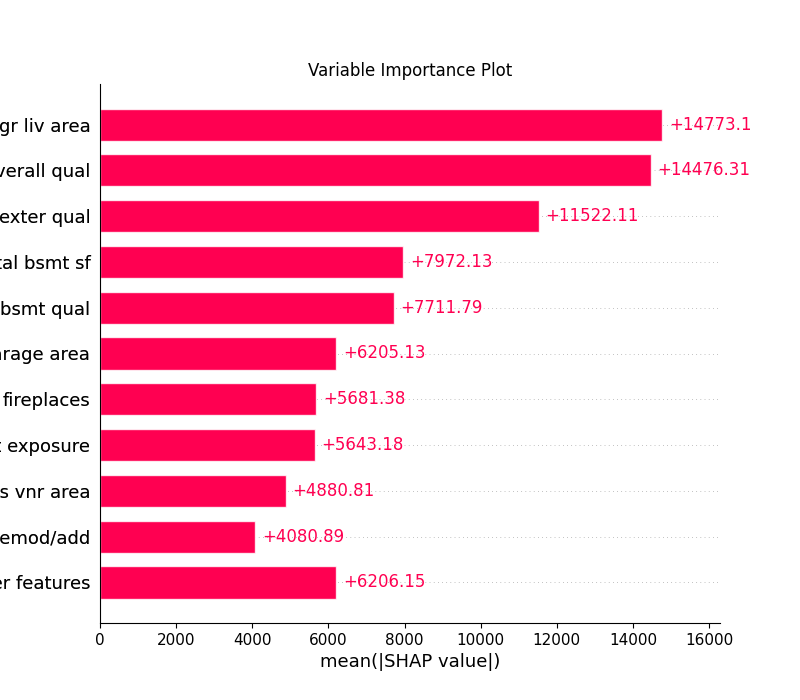 Variable Importance Plot
gr liv area +14773.1
verall qual +14476.31
exter qual +11522.11
tal bsmt sf +7972.13
bsmt qual +7711.79
arage area +6205.13
fireplaces +5681.38
t exposure +5643.18
s vnr area +4880.81
emod/add +4080.89
er features +6206.15
0 2000 4000 6000 8000 10000 12000 14000 16000
mean(|SHAP value|)